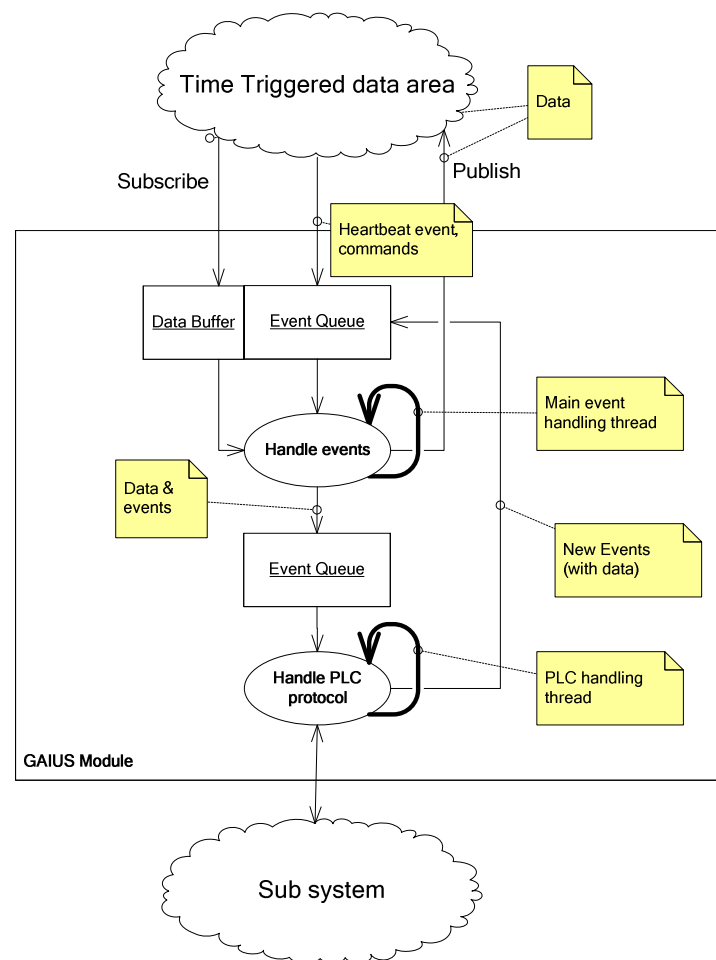 Time Triggered data area
Data
Subscribe
Publish
Heartbeat event,
commands
Data Buffer
Event Queue
Main event
handling thread
Handle events
Data &
events
New Events
(with data)
Event Queue
Handle PLC
protocol
PLC handling
thread
GAIUS Module
Sub system